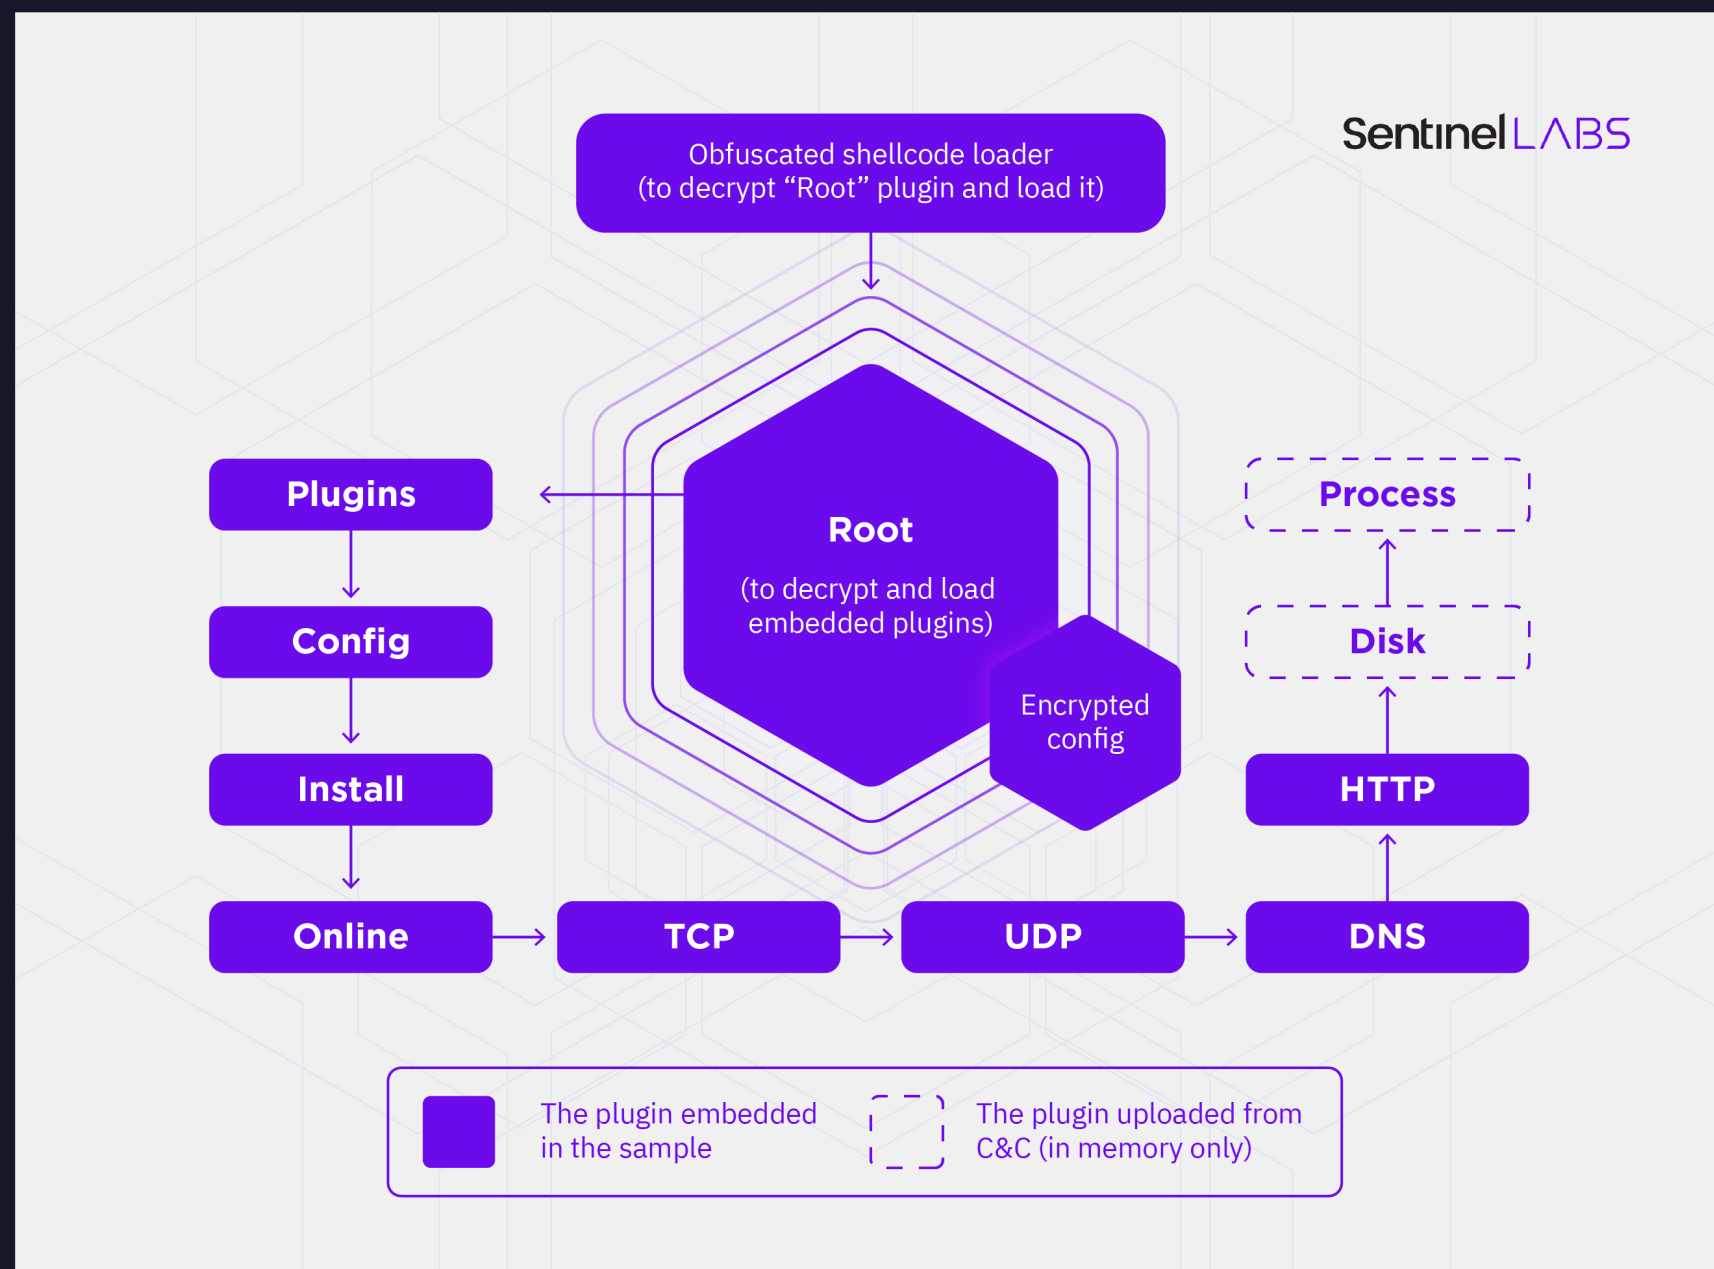 Obfuscated shellcode loader
(to decrypt “Root” plugin and load it)
SentinelLABS
Plugins
Config
Install
Online
Root
(to decrypt and load
embedded plugins)
Encrypted
config
TCP
UDP
DNS
HTTP
Disk
Process
The plugin embedded
in the sample
The plugin uploaded from
C&C (in memory only)